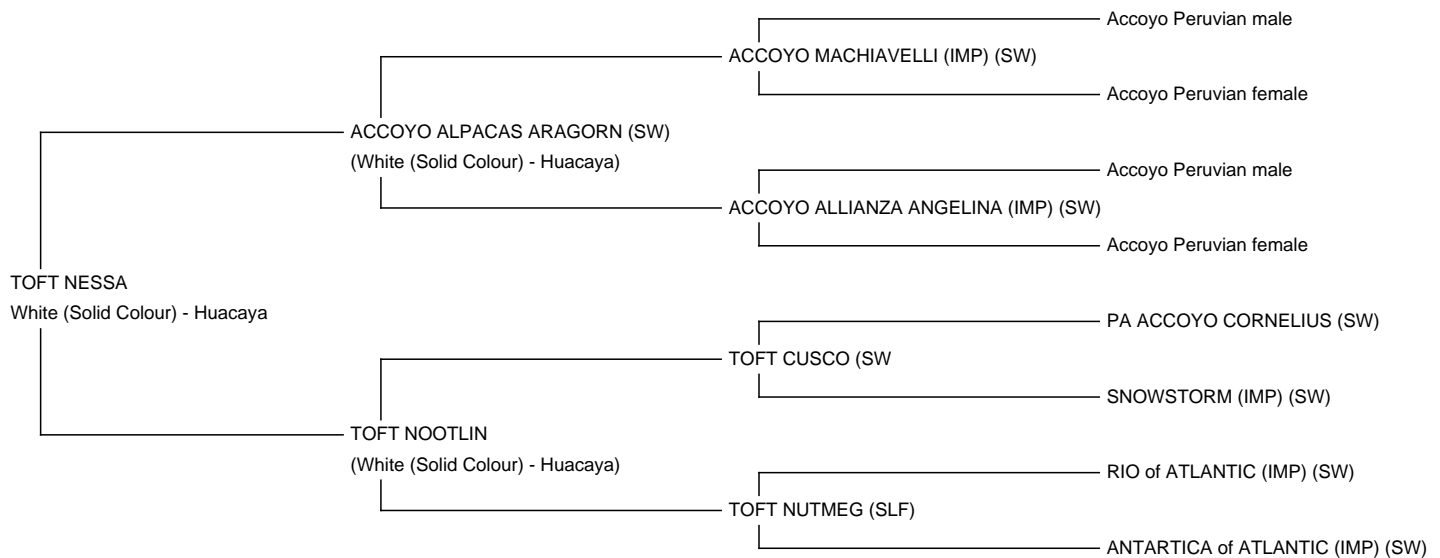 Accoyo Peruvian male
ACCOYO MACHIAVELLI (IMP) (SW)
Accoyo Peruvian female
ACCOYO ALPACAS ARAGORN (SW)
(White (Solid Colour) - Huacaya)
Accoyo Peruvian male
ACCOYO ALLIANZA ANGELINA (IMP) (SW)
Accoyo Peruvian female
TOFT NESSA
White (Solid Colour) - Huacaya
PA ACCOYO CORNELIUS (SW)
TOFT CUSCO (SW
SNOWSTORM (IMP) (SW)
TOFT NOOTLIN
(White (Solid Colour) - Huacaya)
RIO of ATLANTIC (IMP) (SW)
TOFT NUTMEG (SLF)
ANTARTICA of ATLANTIC (IMP) (SW)